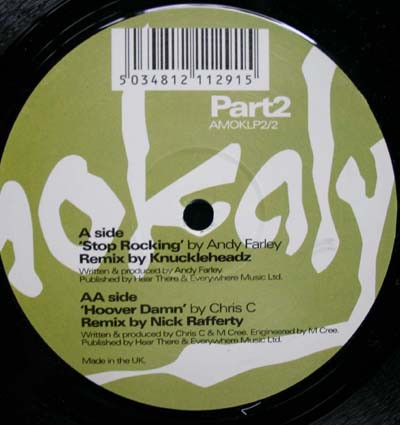 5 034812 112915
Part2
AMOKLP2/2
mokaly
A side
'Stop Rocking' by Andy Farley
Remix by Knuckleheadz
Written & produced by Andy Farley.
Published by Hear There & Everywhere Music Ltd.
AA side
'Hoover Damn' by Chris C
Remix by Nick Rafferty
Written & produced by Chris C & M Cree. Engineered by M Cree.
Published by Hear There & Everywhere Music Ltd.
Made in the UK.